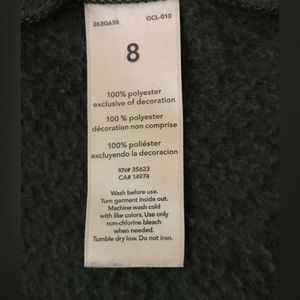 263G630 GCL-010
8
100% polyester
exclusive of decoration
100 % polyester
décoration non comprise
100% poliéster
excluyendo la decoracion
RN# 35623
CA# 14974
Wash before use.
Turn garment inside out.
Machine wash cold
with like colors. Use only
non-chlorine bleach
when needed.
Tumble dry low. Do not iron.